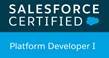 SALESFORCE
CERTIFIED
Platform Developer I